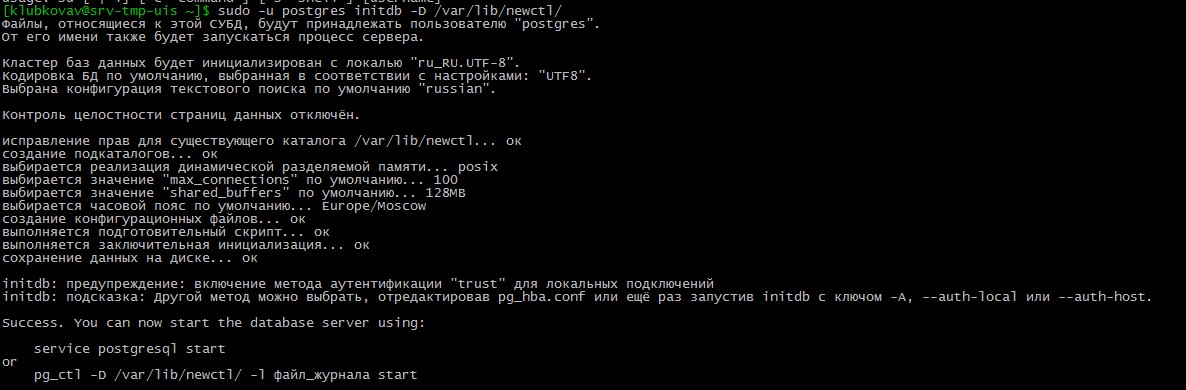 [klubkovav@srv-tmp-uis ~]$ sudo -u postgres initdb -D /var/lib/newctl/
Файлы, относящиеся к этой СУБД, будут принадлежать пользователю "postgres".
От его имени также будет запускаться процесс сервера.
Кластер баз данных будет инициализирован с локалью "ru_RU.UTF-8".
Кодировка БД по умолчанию, выбранная в соответствии с настройками: "UTF8".
Выбрана конфигурация текстового поиска по умолчанию "russian".
Контроль целостности страниц данных отключён.
исправление прав для существующего каталога /var/lib/newctl... ок
создание подкаталогов... ок
выбирается реализация динамической разделяемой памяти... posix
выбирается значение "max_connections" по умолчанию... 100
выбирается значение "shared_buffers" по умолчанию... 128MB
выбирается часовой пояс по умолчанию... Europe/Moscow
создание конфигурационных файлов... ок
выполняется подготовительный скрипт... ок
выполняется заключительная инициализация... ок
сохранение данных на диске... ок
initdb: предупреждение: включение метода аутентификации "trust" для локальных подключений
initdb: подсказка: Другой метод можно выбрать, отредактировав pg_hba.conf или ещё раз запустив initdb с ключом -A, --auth-local или --auth-host.
Success. You can now start the database server using:
service postgresql start
or
pg_ctl -D /var/lib/newctl/ -l файл_журнала start